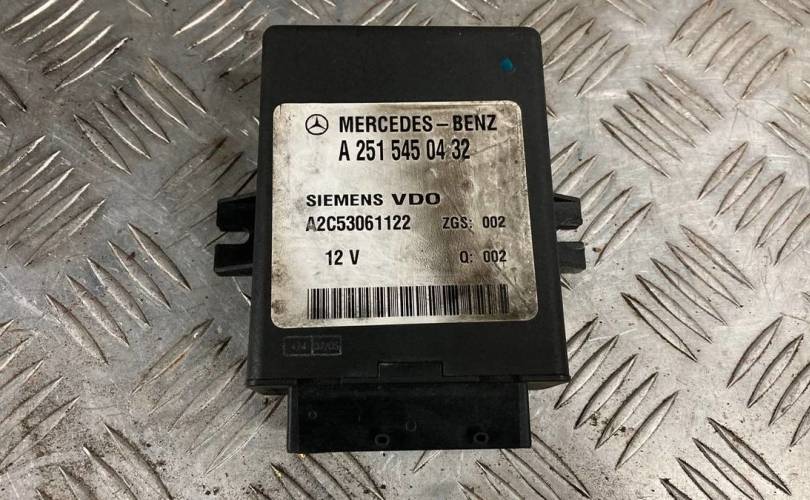 MERCEDES-BENZ
A 251 545 04 32
SIEMENS VDO
A2C53061122 ZGS: 002
12 V Q: 002